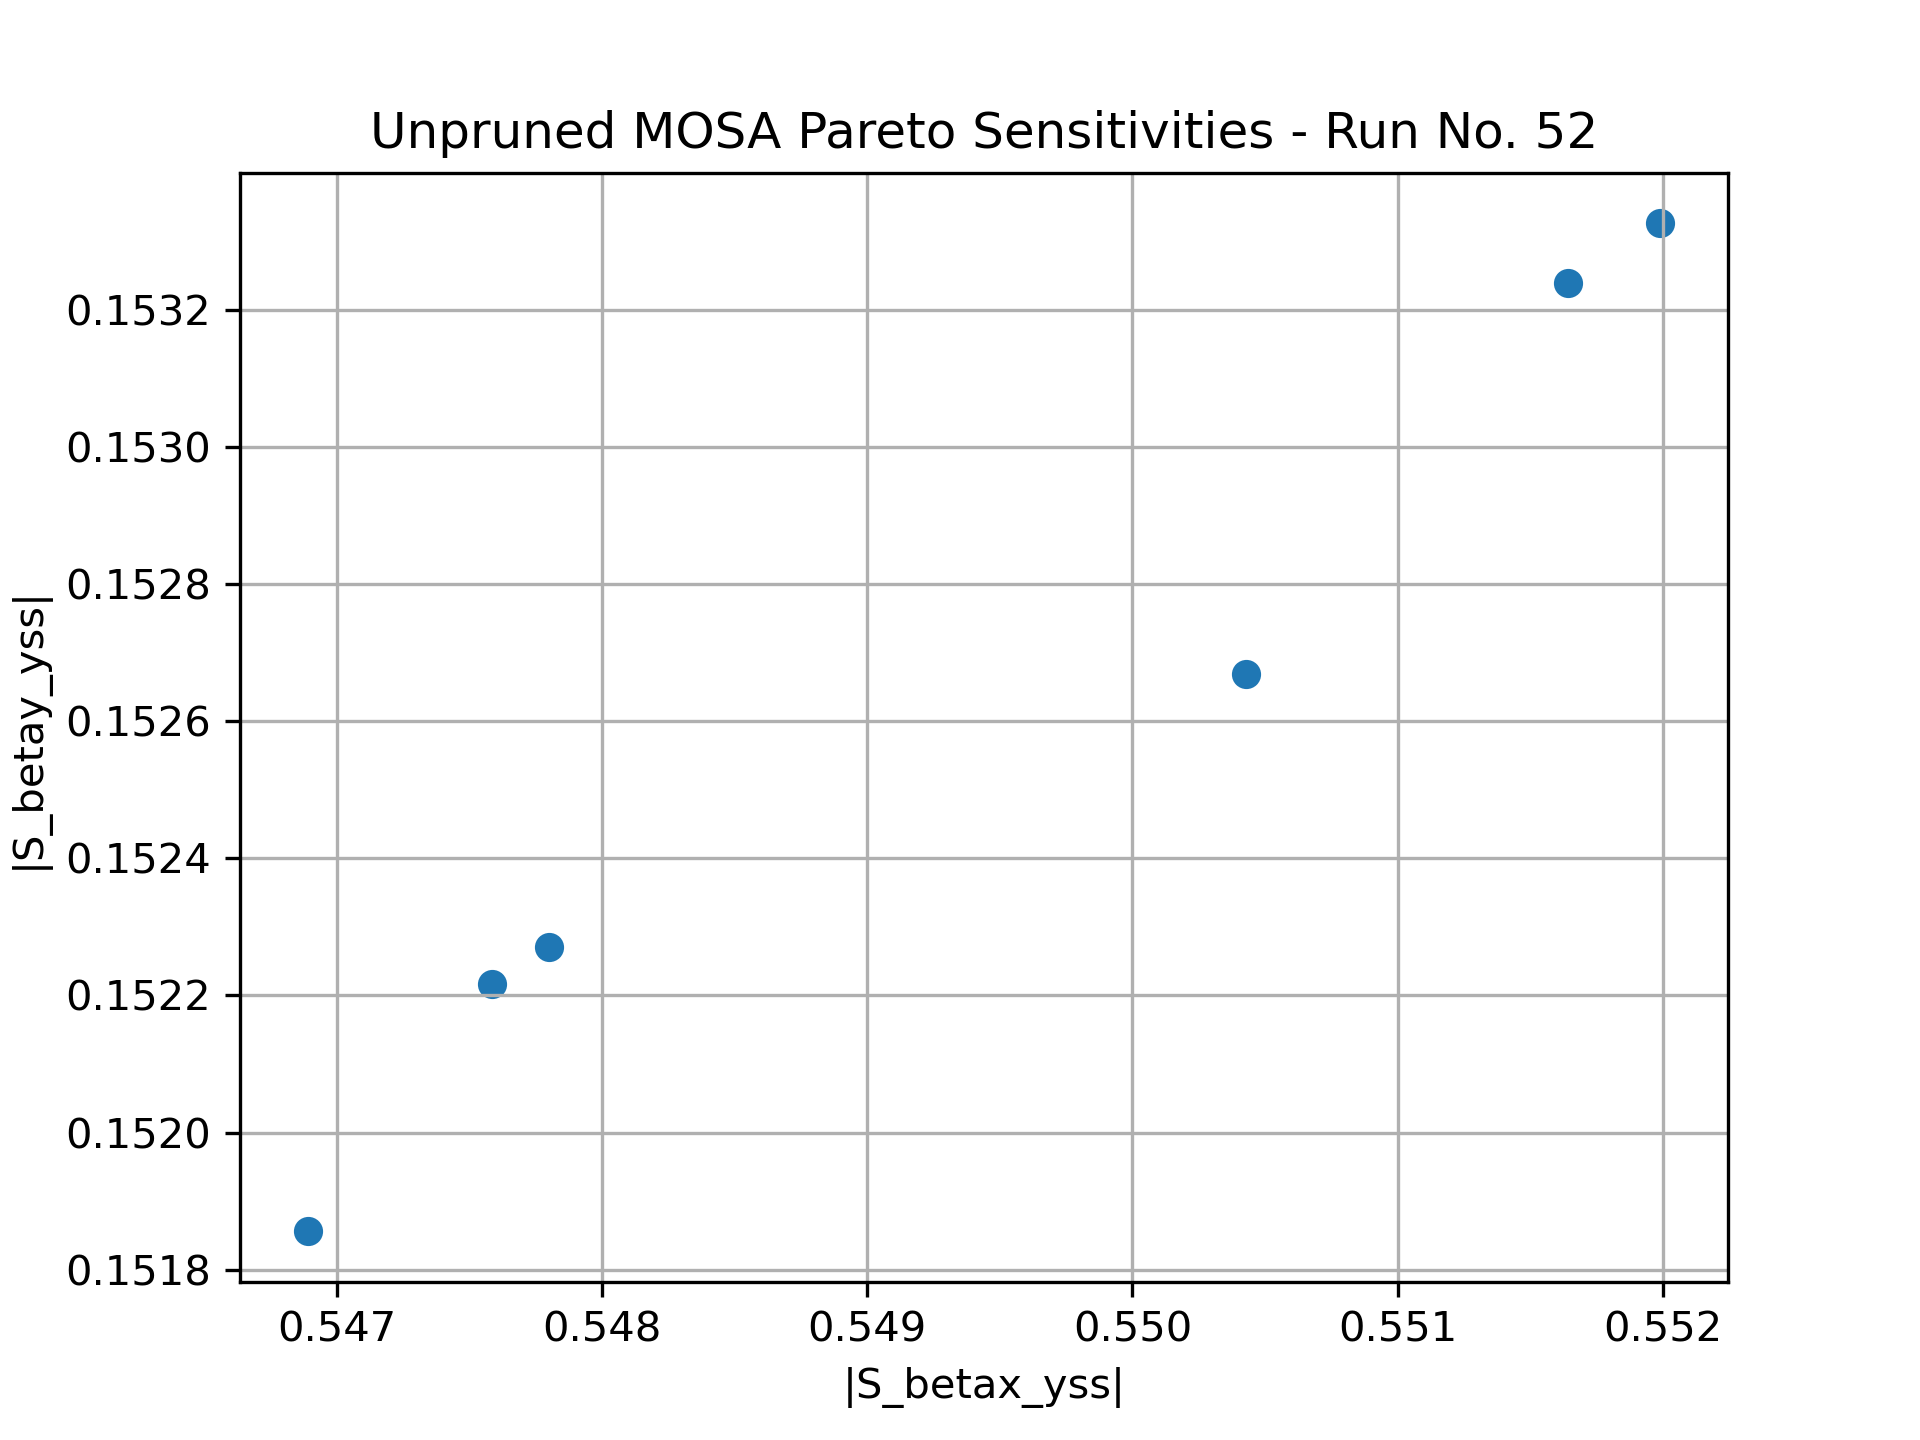 Unpruned MOSA Pareto Sensitivities - Run No. 52
0.1532
0.1530
0.1528
0.1526
0.1524
0.1522
0.1520
0.1518
|S_betay_yss|
0.547 0.548 0.549 0.550 0.551 0.552
|S_betax_yss|